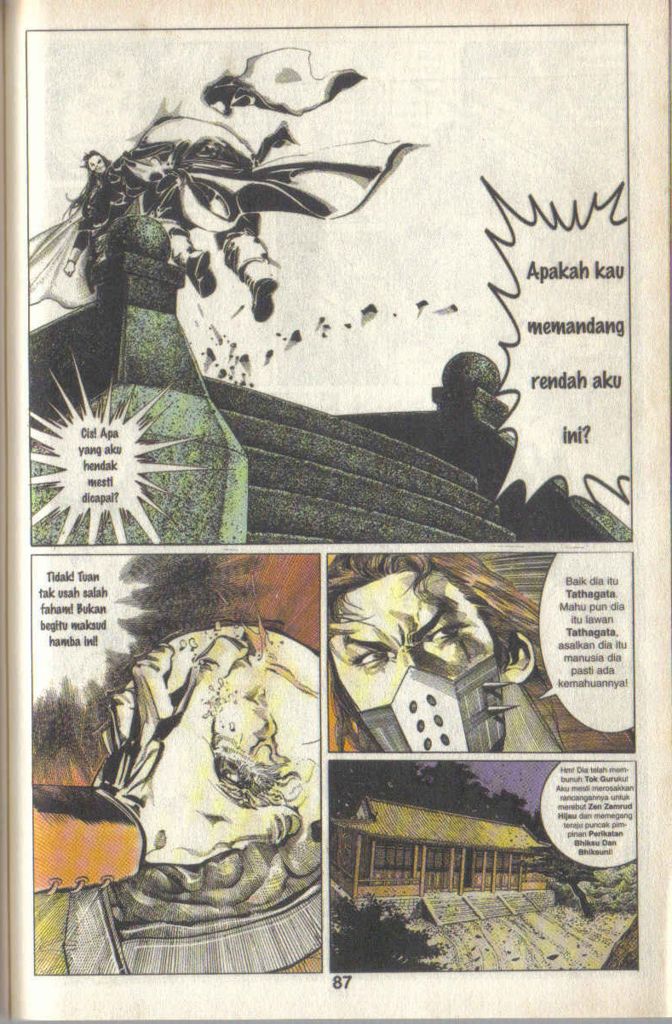 Apakah kau
memandang
rendah aku
ini?
Cis! Apa
yang aku
hendak
mesti
dicapai?
Tidak! Tuan
tak usah salah
faham! Bukan
begitu maksud
hamba ini!
Baik dia itu
Tathagata.
Mahu pun dia
itu lawan
Tathagata,
asalkan dia itu
manusia dia
pasti ada
kemahuannya!
Hm! Dia telah mem-
bunuh Tok Guruku!
Aku mesti merosakkan
rancangannya untuk
merebut Zen Zamrud
Hijau dan memegang
teraju puncak pim-
pinan Perikatan
Bhiksu Dan
Bhiksuni!
87